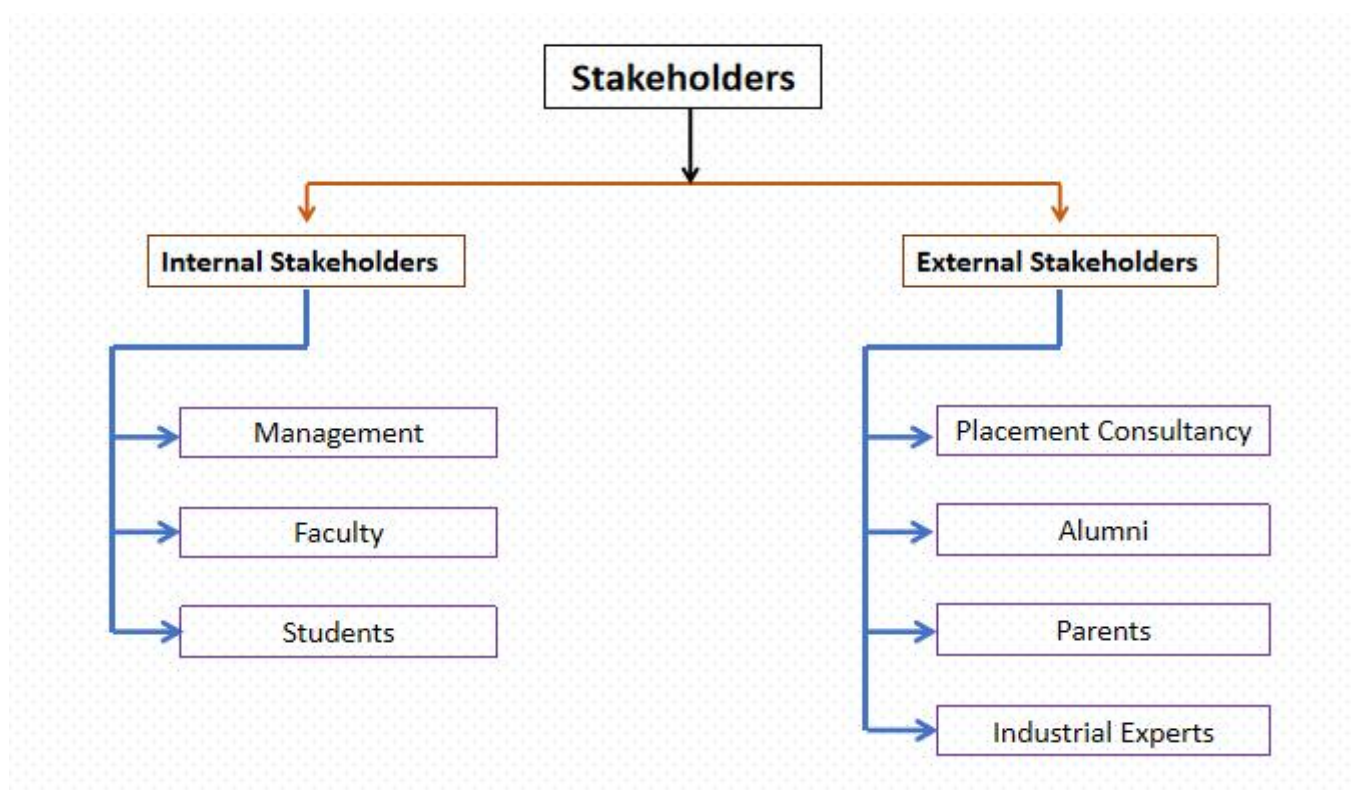 Stakeholders
Internal Stakeholders
External Stakeholders
Management
Faculty
Students
Placement Consultancy
Alumni
Parents
Industrial Experts